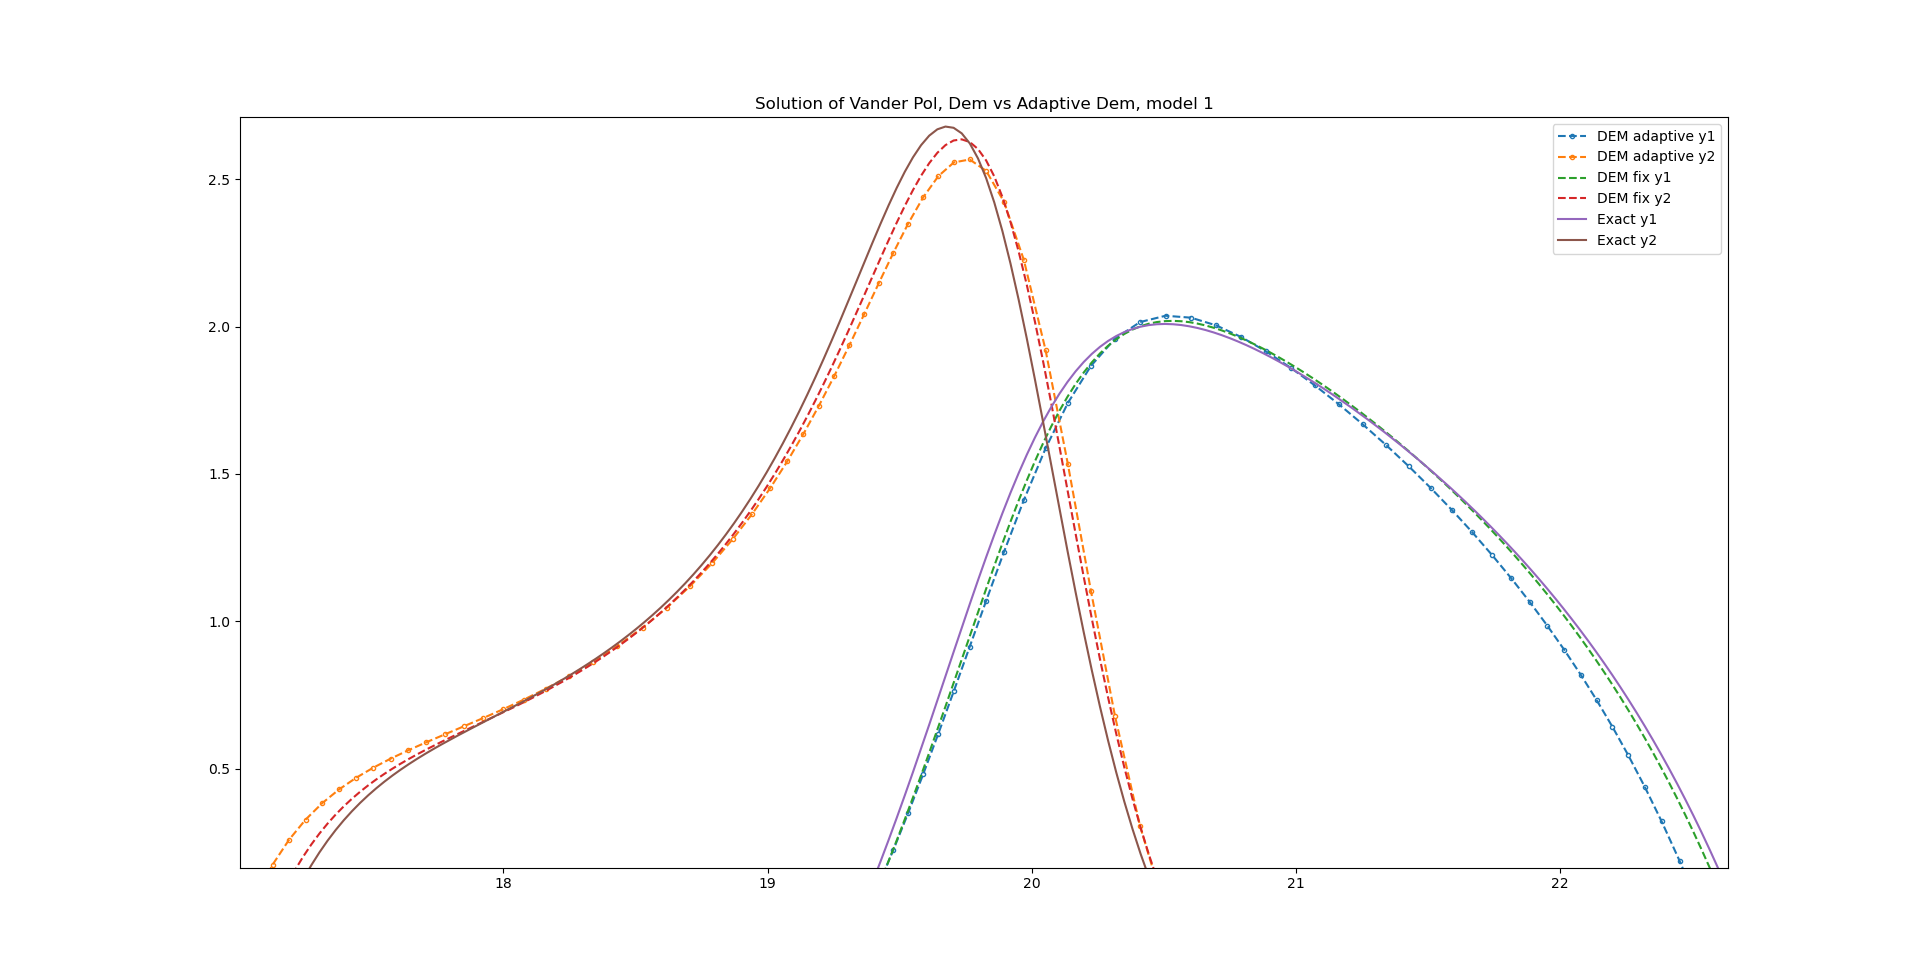 Solution of Vander Pol, Dem vs Adaptive Dem, model 1
DEM adaptive y1
DEM adaptive y2
DEM fix y1
DEM fix y2
Exact y1
Exact y2
2.5
2.0
1.5
1.0
0.5
18
19
20
21
22